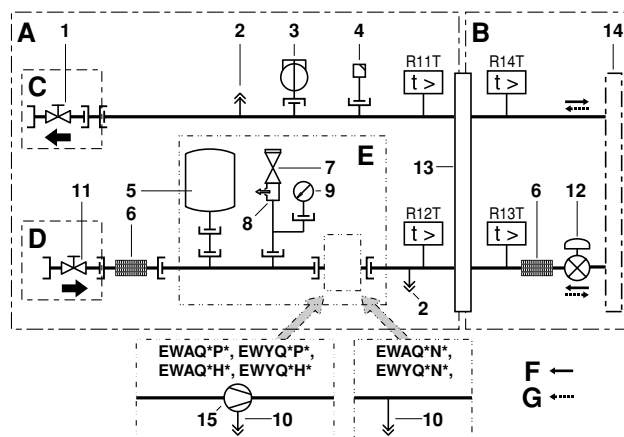 A 1 2 3 4 B 14
R11T R14T
t > t >
C
E
7
5 9 13
6 8 6 12
11 R12T R13T
t > t >
D
2
EWAQ*P*, EWYQ*P*,
EWAQ*H*, EWYQ*H*
15 10
EWAQ*N*,
EWYQ*N*,
10
F
G